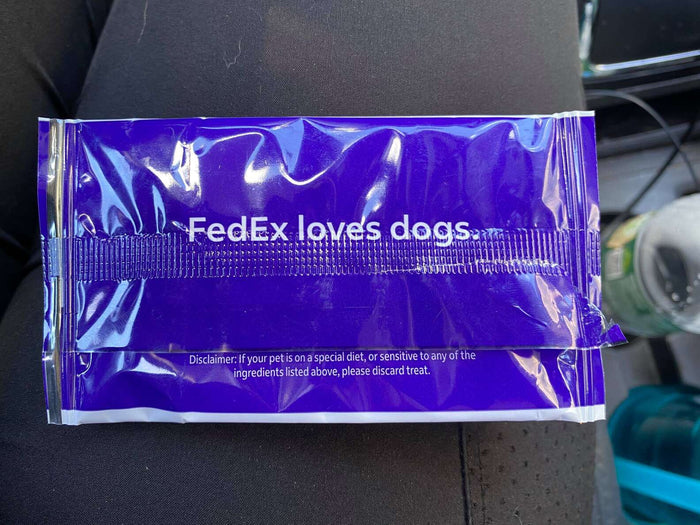 FedEx loves dogs.
Disclaimer: If your pet is on a special diet, or sensitive to any of the
ingredients listed above, please discard treat.